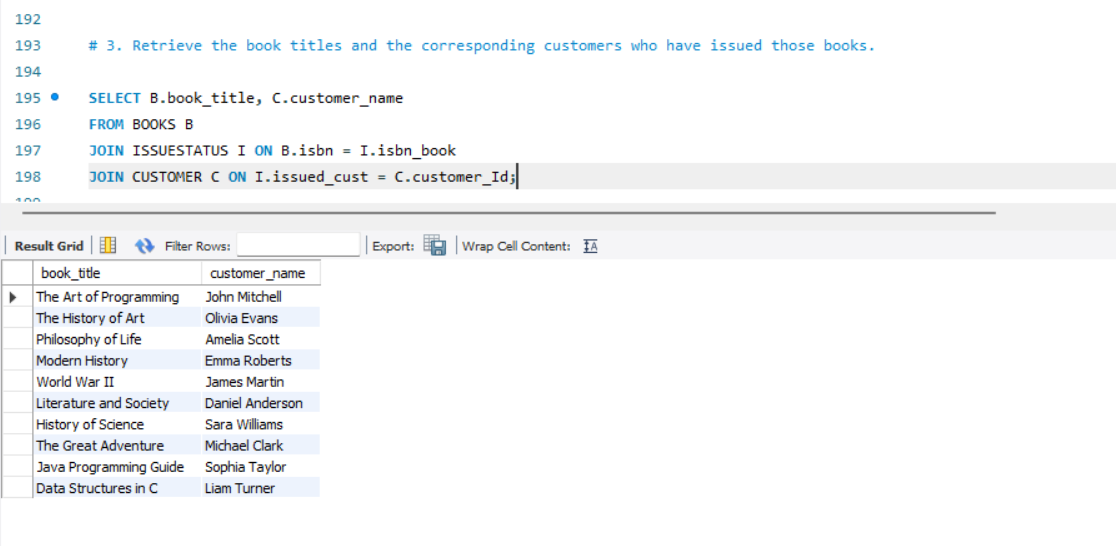 192
193 # 3. Retrieve the book titles and the corresponding customers who have issued those books.
194
195 SELECT B.book_title, C.customer_name
196 FROM BOOKS B
197 JOIN ISSUESTATUS I ON B.isbn = I.isbn_book
198 JOIN CUSTOMER C ON I.issued_cust = C.customer_Id;
Result Grid Filter Rows: Export: Wrap Cell Content:
book_title customer_name
The Art of Programming John Mitchell
The History of Art Olivia Evans
Philosophy of Life Amelia Scott
Modern History Emma Roberts
World War II James Martin
Literature and Society Daniel Anderson
History of Science Sara Williams
The Great Adventure Michael Clark
Java Programming Guide Sophia Taylor
Data Structures in C Liam Turner